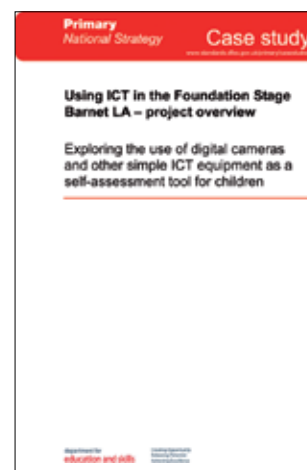 Primary
National Strategy
Case study
Using ICT in the Foundation Stage
Barnet LA – project overview
Exploring the use of digital cameras
and other simple ICT equipment as a
self-assessment tool for children
department for
education and skills